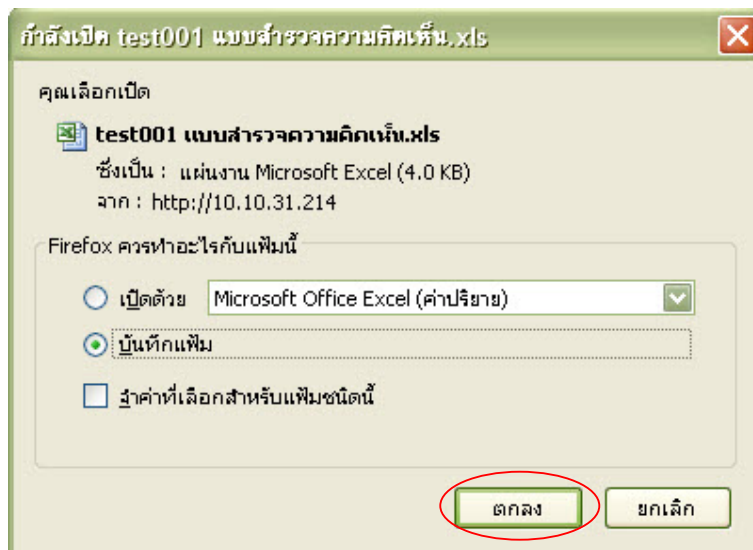 กำลังเปิด test001 แบบสำรวจความคิดเห็น.xls
คุณเลือกเปิด
test001 แบบสำรวจความคิดเห็น.xls
ซึ่งเป็น : แผ่นงาน Microsoft Excel (4.0 KB)
จาก : http://10.10.31.214
Firefox ควรทำอะไรกับแฟ้มนี้
เปิดด้วย Microsoft Office Excel (ค่าปริยาย)
บันทึกแฟ้ม
จำค่าที่เลือกสำหรับแฟ้มชนิดนี้
ตกลง ยกเลิก